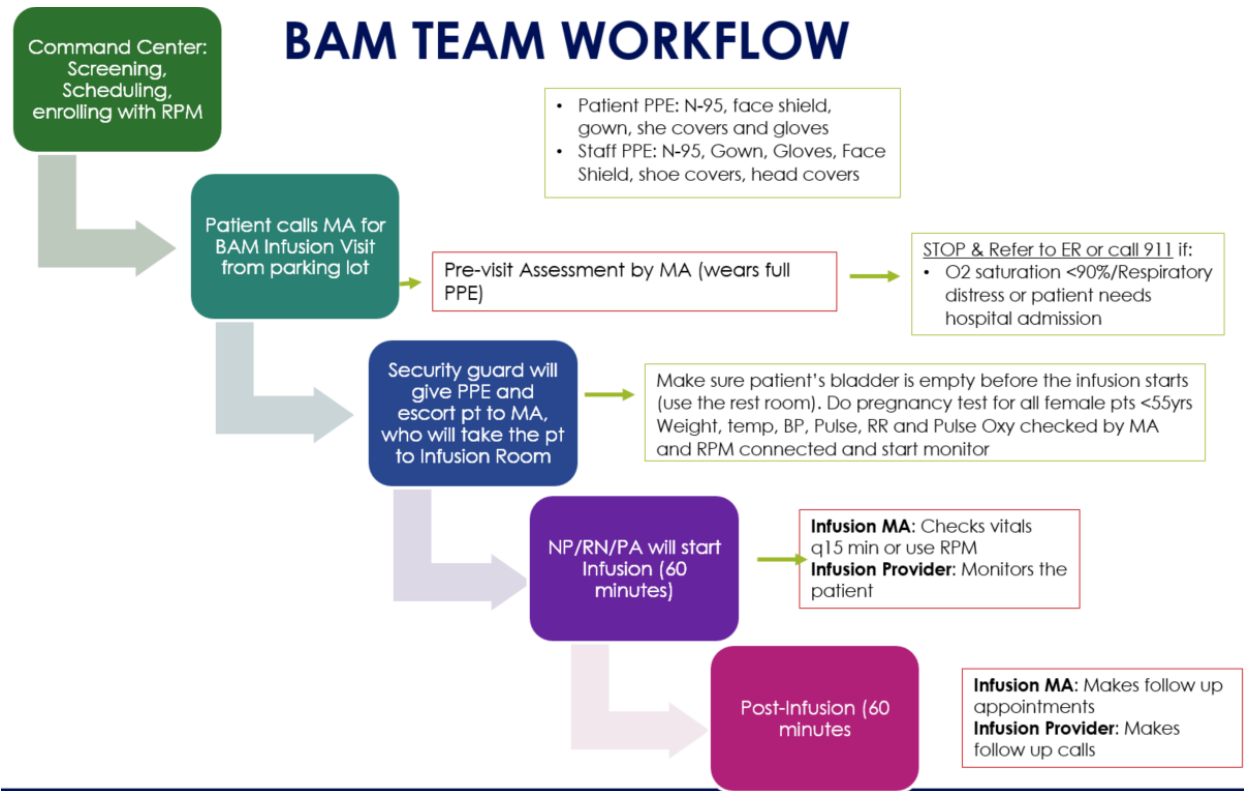 BAM TEAM WORKFLOW
Command Center:
Screening,
Scheduling,
enrolling with RPM
• Patient PPE: N-95, face shield,
gown, she covers and gloves
• Staff PPE: N-95, Gown, Gloves, Face
Shield, shoe covers, head covers
Patient calls MA for
BAM Infusion Visit
from parking lot
Pre-visit Assessment by MA (wears full
PPE)
STOP & Refer to ER or call 911 if:
• O2 saturation <90%/Respiratory
distress or patient needs
hospital admission
Security guard will
give PPE and
escort pt to MA,
who will take the pt
to Infusion Room
Make sure patient's bladder is empty before the infusion starts
(use the rest room). Do pregnancy test for all female pts <55yrs
Weight, temp, BP, Pulse, RR and Pulse Oxy checked by MA
and RPM connected and start monitor
NP/RN/PA will start
Infusion (60
minutes)
Infusion MA: Checks vitals
q15 min or use RPM
Infusion Provider: Monitors the
patient
Post-Infusion (60
minutes
Infusion MA: Makes follow up
appointments
Infusion Provider: Makes
follow up calls